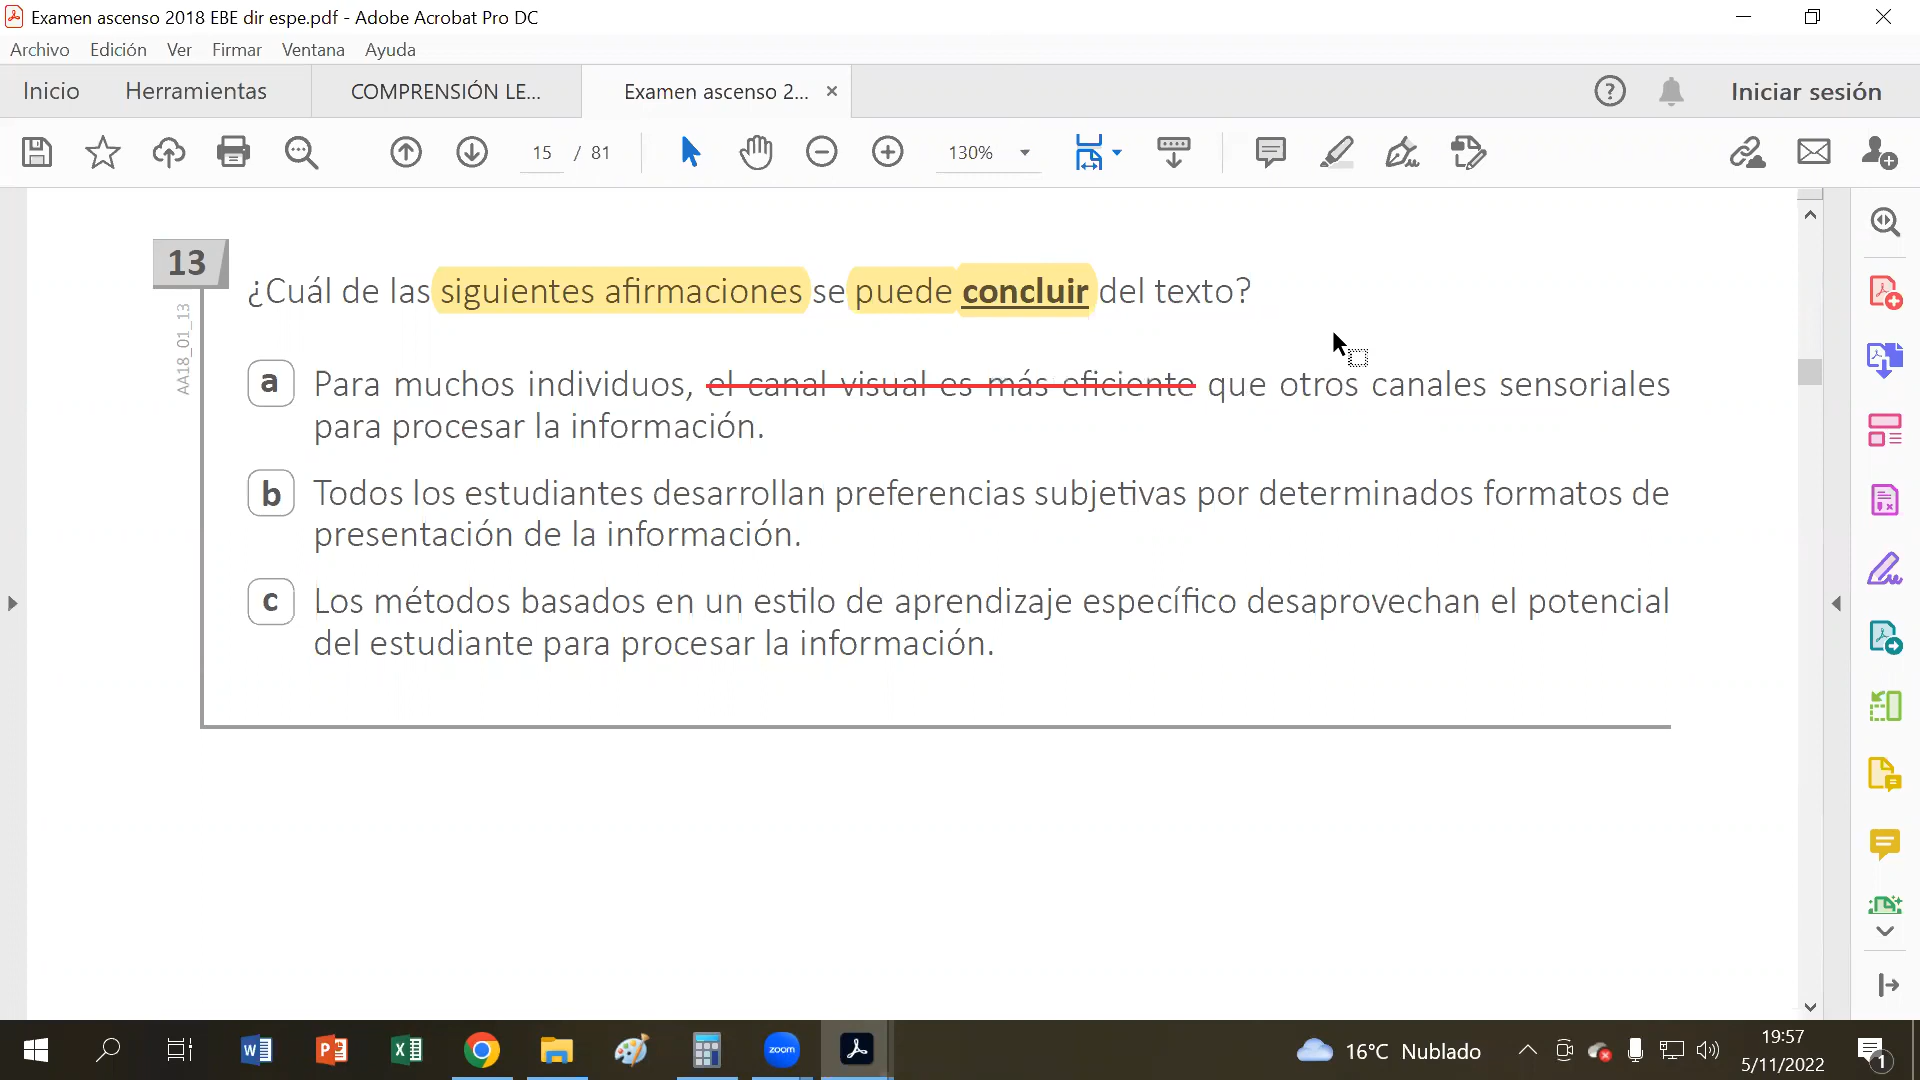 Examen ascenso 2018 EBE dir espe.pdf - Adobe Acrobat Pro DC
Archivo Edición Ver Firmar Ventana Ayuda
Inicio Herramientas COMPRENSIÓN LE... Examen ascenso 2... × Iniciar sesión
15 / 81 130%
13
¿Cuál de las siguientes afirmaciones se puede concluir del texto?
AA18_01_13
a Para muchos individuos, el canal visual es más eficiente que otros canales sensoriales
para procesar la información.
b Todos los estudiantes desarrollan preferencias subjetivas por determinados formatos de
presentación de la información.
c Los métodos basados en un estilo de aprendizaje específico desaprovechan el potencial
del estudiante para procesar la información.
zoom
16°C Nublado
19:57
5/11/2022
1